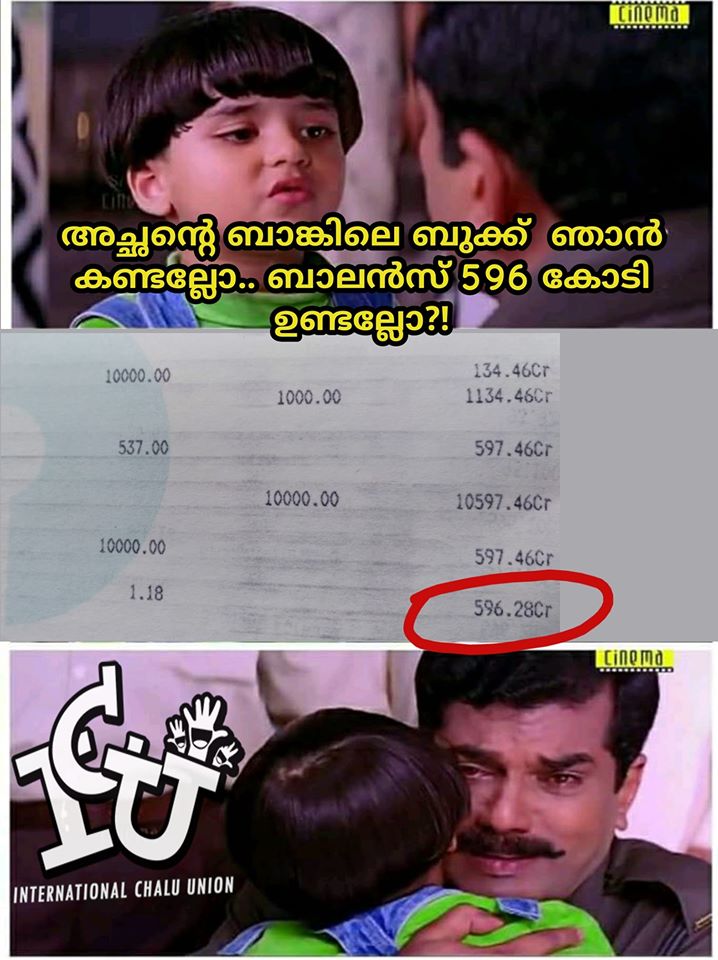 cinema
അച്ഛന്റെ ബാങ്കിലെ ബുക്ക് ഞാൻ
കണ്ടല്ലോ.. ബാലൻസ് 596 കോടി
ഉണ്ടല്ലോ?!
10000.00 134.46Cr
1000.00 1134.46Cr
537.00 597.46Cr
10000.00 10597.46Cr
10000.00 597.46Cr
1.18 596.28Cr
cinema
ICU
INTERNATIONAL CHALU UNION